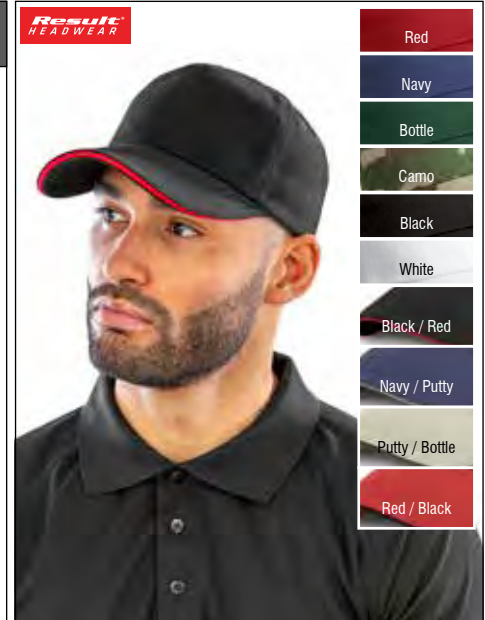 Result®
HEADWEAR
Red
Navy
Bottle
Camo
Black
White
Black / Red
Navy / Putty
Putty / Bottle
Red / Black